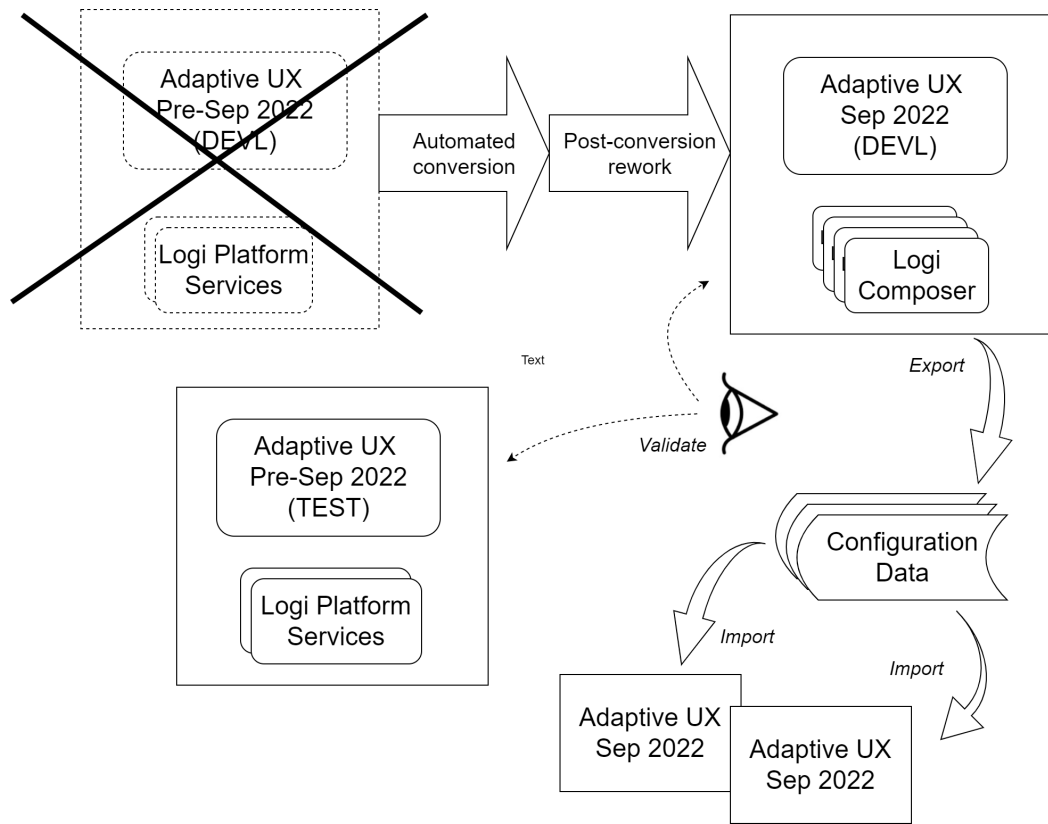 Adaptive UX
Pre-Sep 2022
(DEVL)
Logi Platform
Services
Automated
conversion
Post-conversion
rework
Adaptive UX
Sep 2022
(DEVL)
Logi
Composer
Text
Export
Validate
Adaptive UX
Pre-Sep 2022
(TEST)
Logi Platform
Services
Configuration
Data
Import
Import
Adaptive UX
Sep 2022
Adaptive UX
Sep 2022